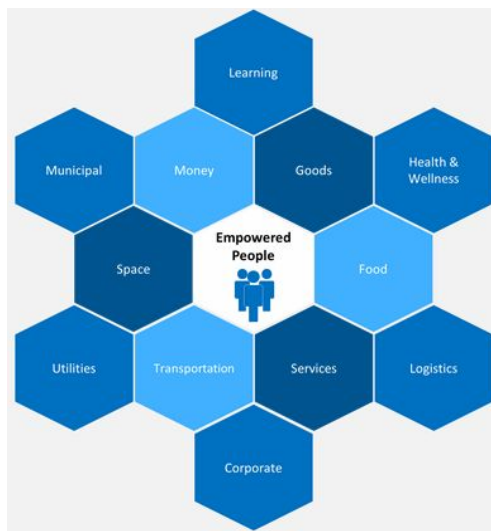 Learning
Municipal
Money
Goods
Health &
Wellness
Empowered
People
Space
Food
Utilities
Transportation
Services
Logistics
Corporate